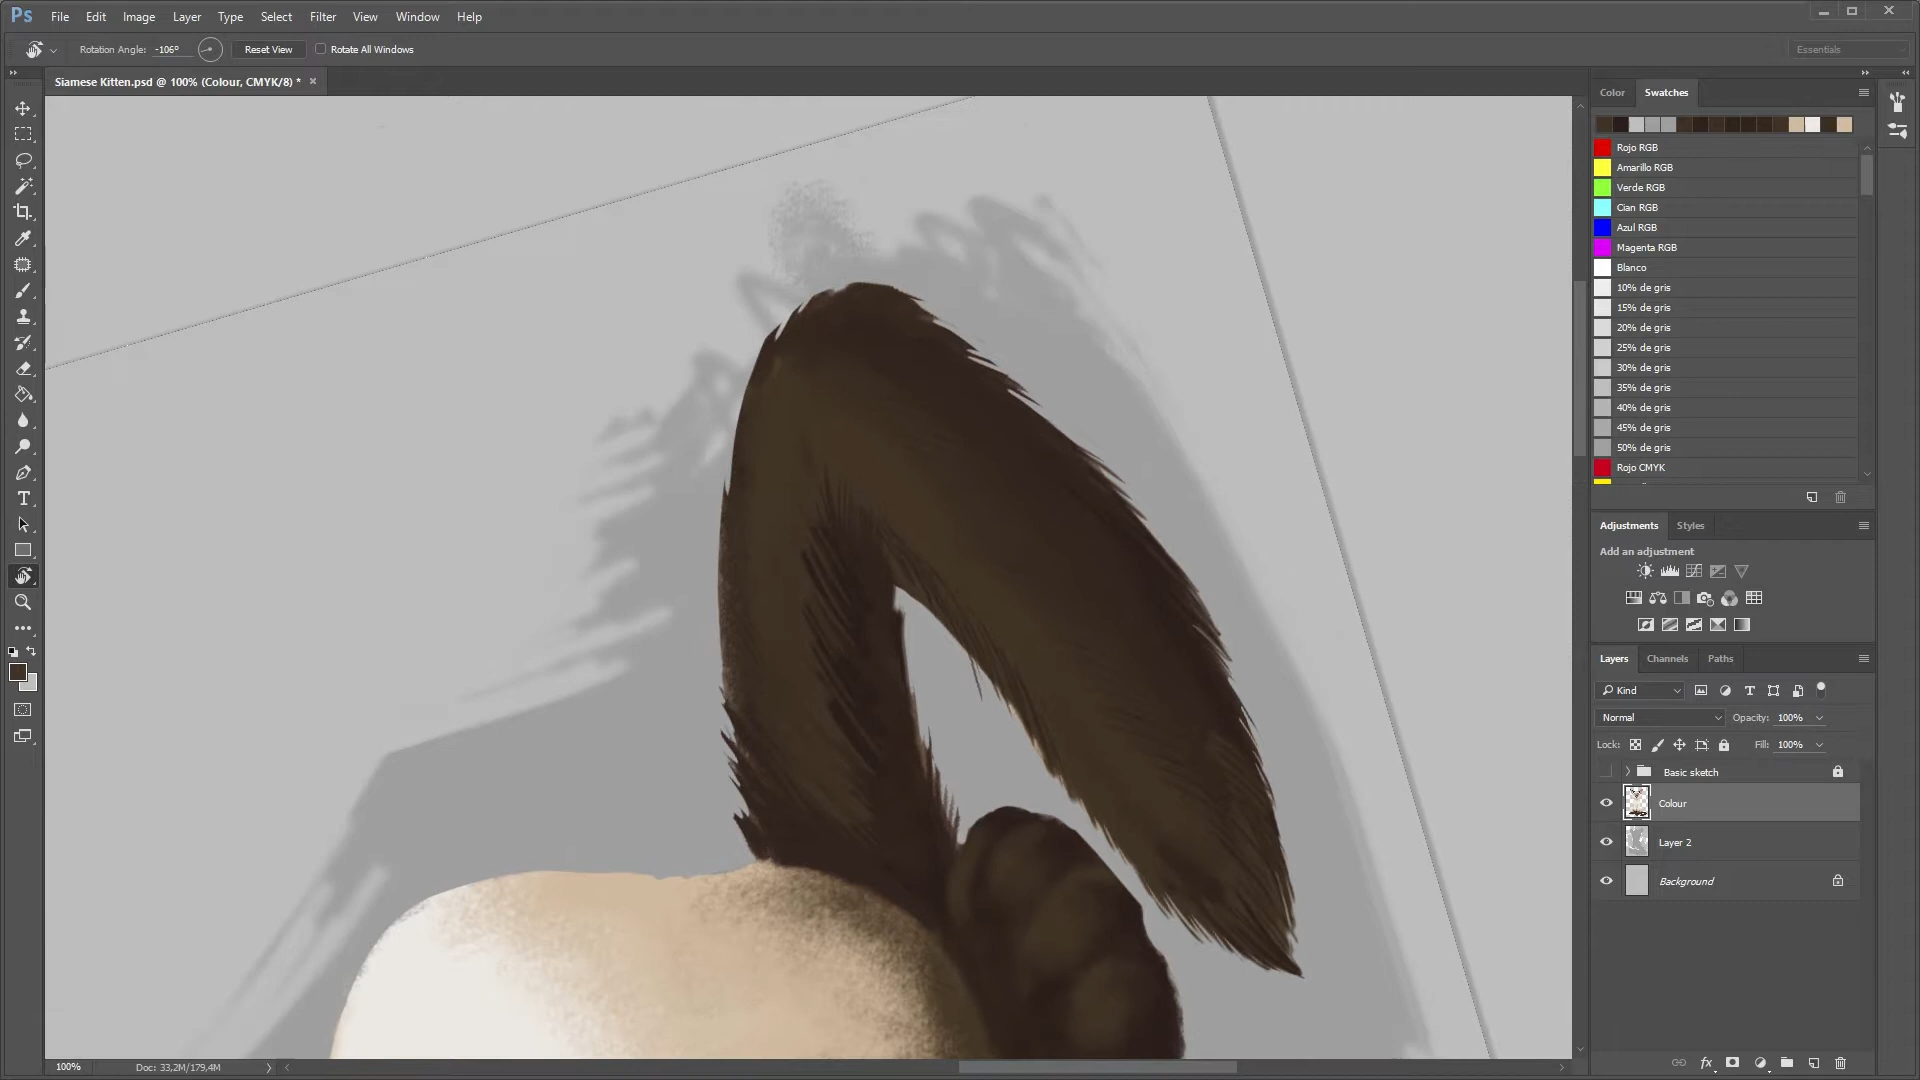 Ps File Edit Image Layer Type Select Filter View Window Help
Rotation Angle: -106° Reset View Rotate All Windows Essentials
Siamese Kitten.psd @ 100% (Colour, CMYK/8) *
Color Swatches
Rojo RGB
Amarillo RGB
Verde RGB
Cian RGB
Azul RGB
Magenta RGB
Blanco
10% de gris
15% de gris
20% de gris
25% de gris
30% de gris
35% de gris
40% de gris
45% de gris
50% de gris
Rojo CMYK
Adjustments Styles
Add an adjustment
Layers Channels Paths
Kind
Normal Opacity: 100%
Lock: Fill: 100%
Basic sketch
Colour
Layer 2
Background
100% Doc: 33,2M/179,4M